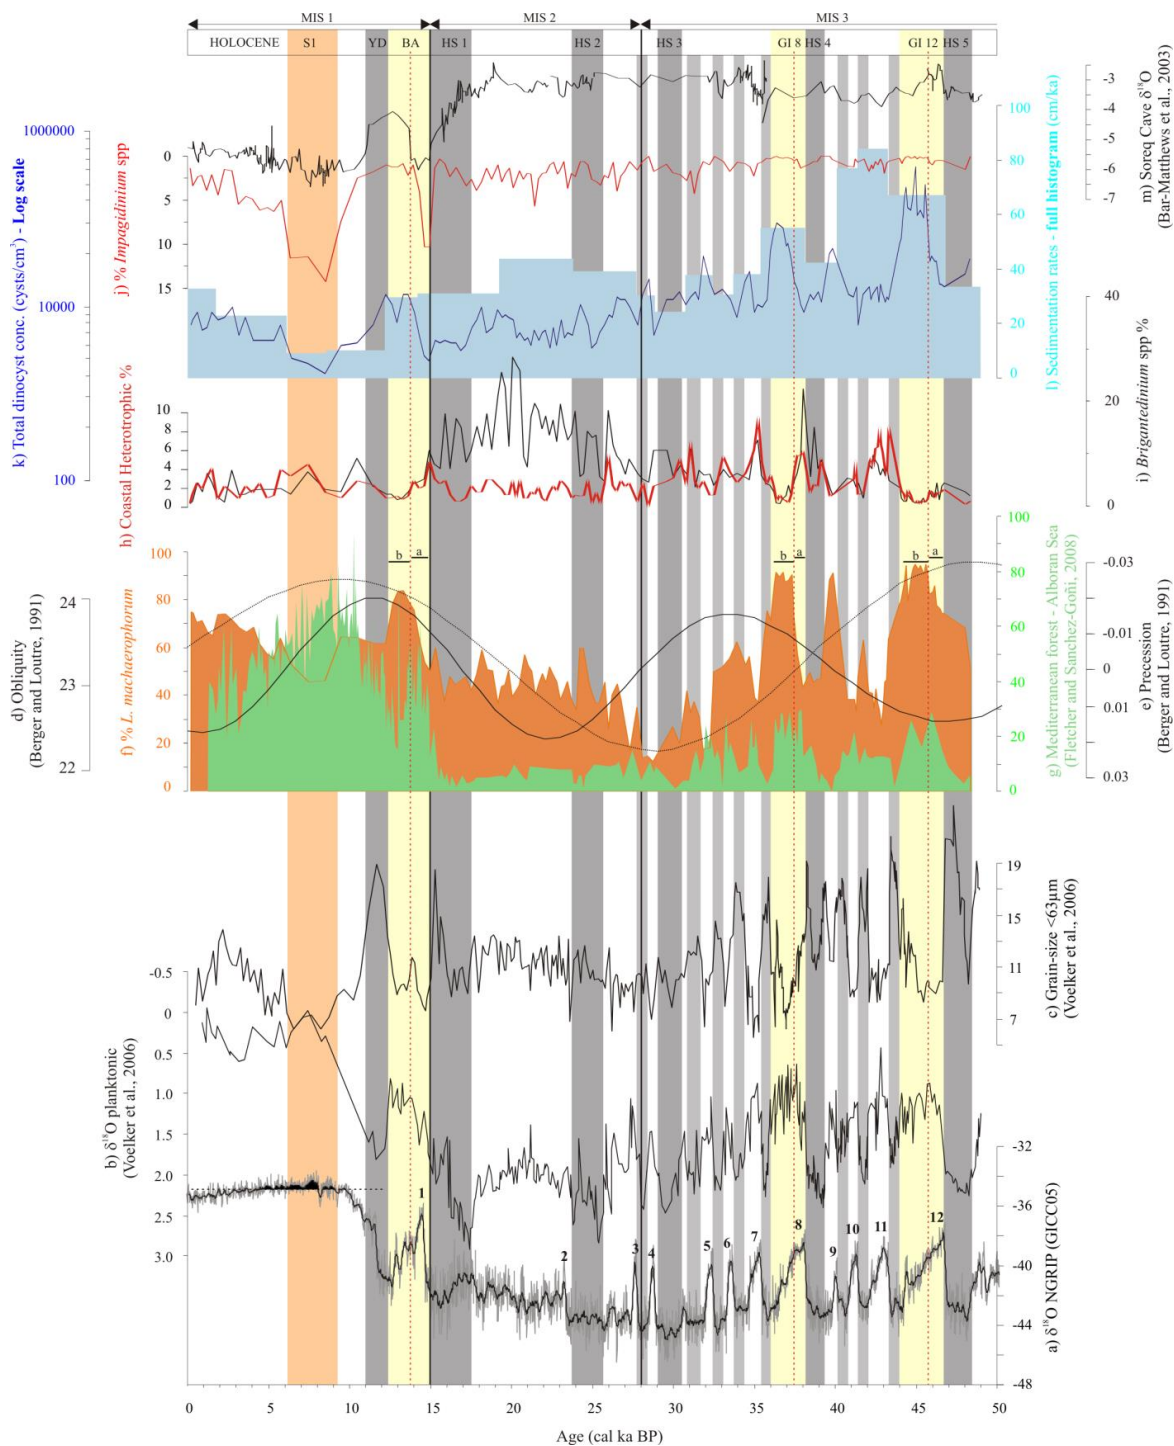 MIS 1
MIS 2
MIS 3
HOLOCENE
S1
YD
BA
HS 1
HS 2
HS 3
GI 8
HS 4
GI 12
HS 5
k) Total dinocyst conc. (cysts/cm³) - Log scale
1000000
10000
100
j) % Impagidinium spp
0
5
10
15
m) Soreq Cave δ¹⁸O
(Bar-Mathews et al., 2003)
-3
-4
-5
-6
-7
l) Sedimentation rates - full histogram (cm/ka)
100
80
60
40
20
0
h) Coastal Heterotrophic %
10
8
6
4
2
0
i) Brigantedinium spp %
40
20
0
d) Obliquity
(Berger and Loutre, 1991)
24
23
22
f) % L. machaerophorum
100
80
60
40
20
0
b
a
b
a
b
a
g) Mediterranean forest - Alboran Sea
(Fletcher and Sanchez-Goñi, 2008)
100
80
60
40
20
0
e) Precession
(Berger and Loutre, 1991)
-0.03
-0.01
0
0.01
0.03
c) Grain-size <63µm
(Voelker et al., 2006)
19
15
11
7
b) δ¹⁸O planktonic
(Voelker et al., 2006)
-0.5
0
0.5
1.0
1.5
2.0
2.5
3.0
a) δ¹⁸O NGRIP (GICC05)
-32
-36
-40
-44
-48
1
2
3
4
5
6
7
8
9
10
11
12
0
5
10
15
20
25
30
35
40
45
50
Age (cal ka BP)